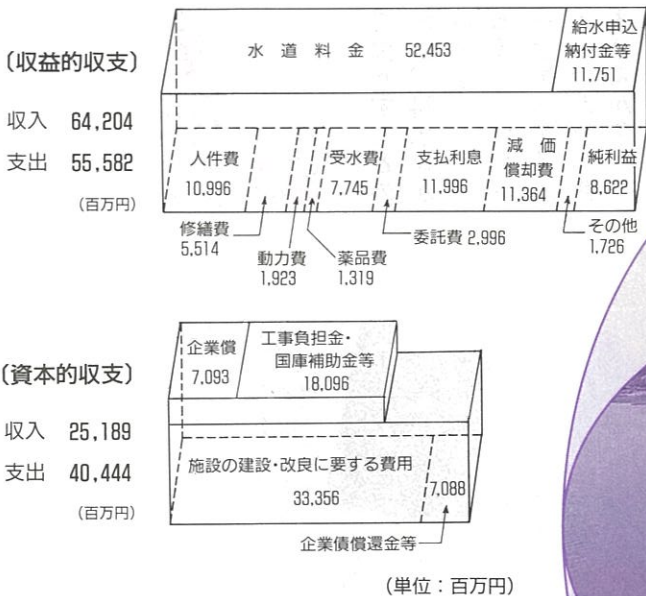 〔収益的収支〕
収入 64,204
支出 55,582
(百万円)
水道料金 52,453
給水申込
納付金等
11,751
人件費
10,996
受水費
7,745
支払利息
11,996
減価
償却費
11,364
純利益
8,622
修繕費
5,514
動力費
1,923
薬品費
1,319
委託費 2,996
その他
1,726
〔資本的収支〕
収入 25,189
支出 40,444
(百万円)
企業償
7,093
工事負担金・
国庫補助金等
18,096
施設の建設・改良に要する費用
33,356
7,088
企業債償還金等
(単位：百万円)